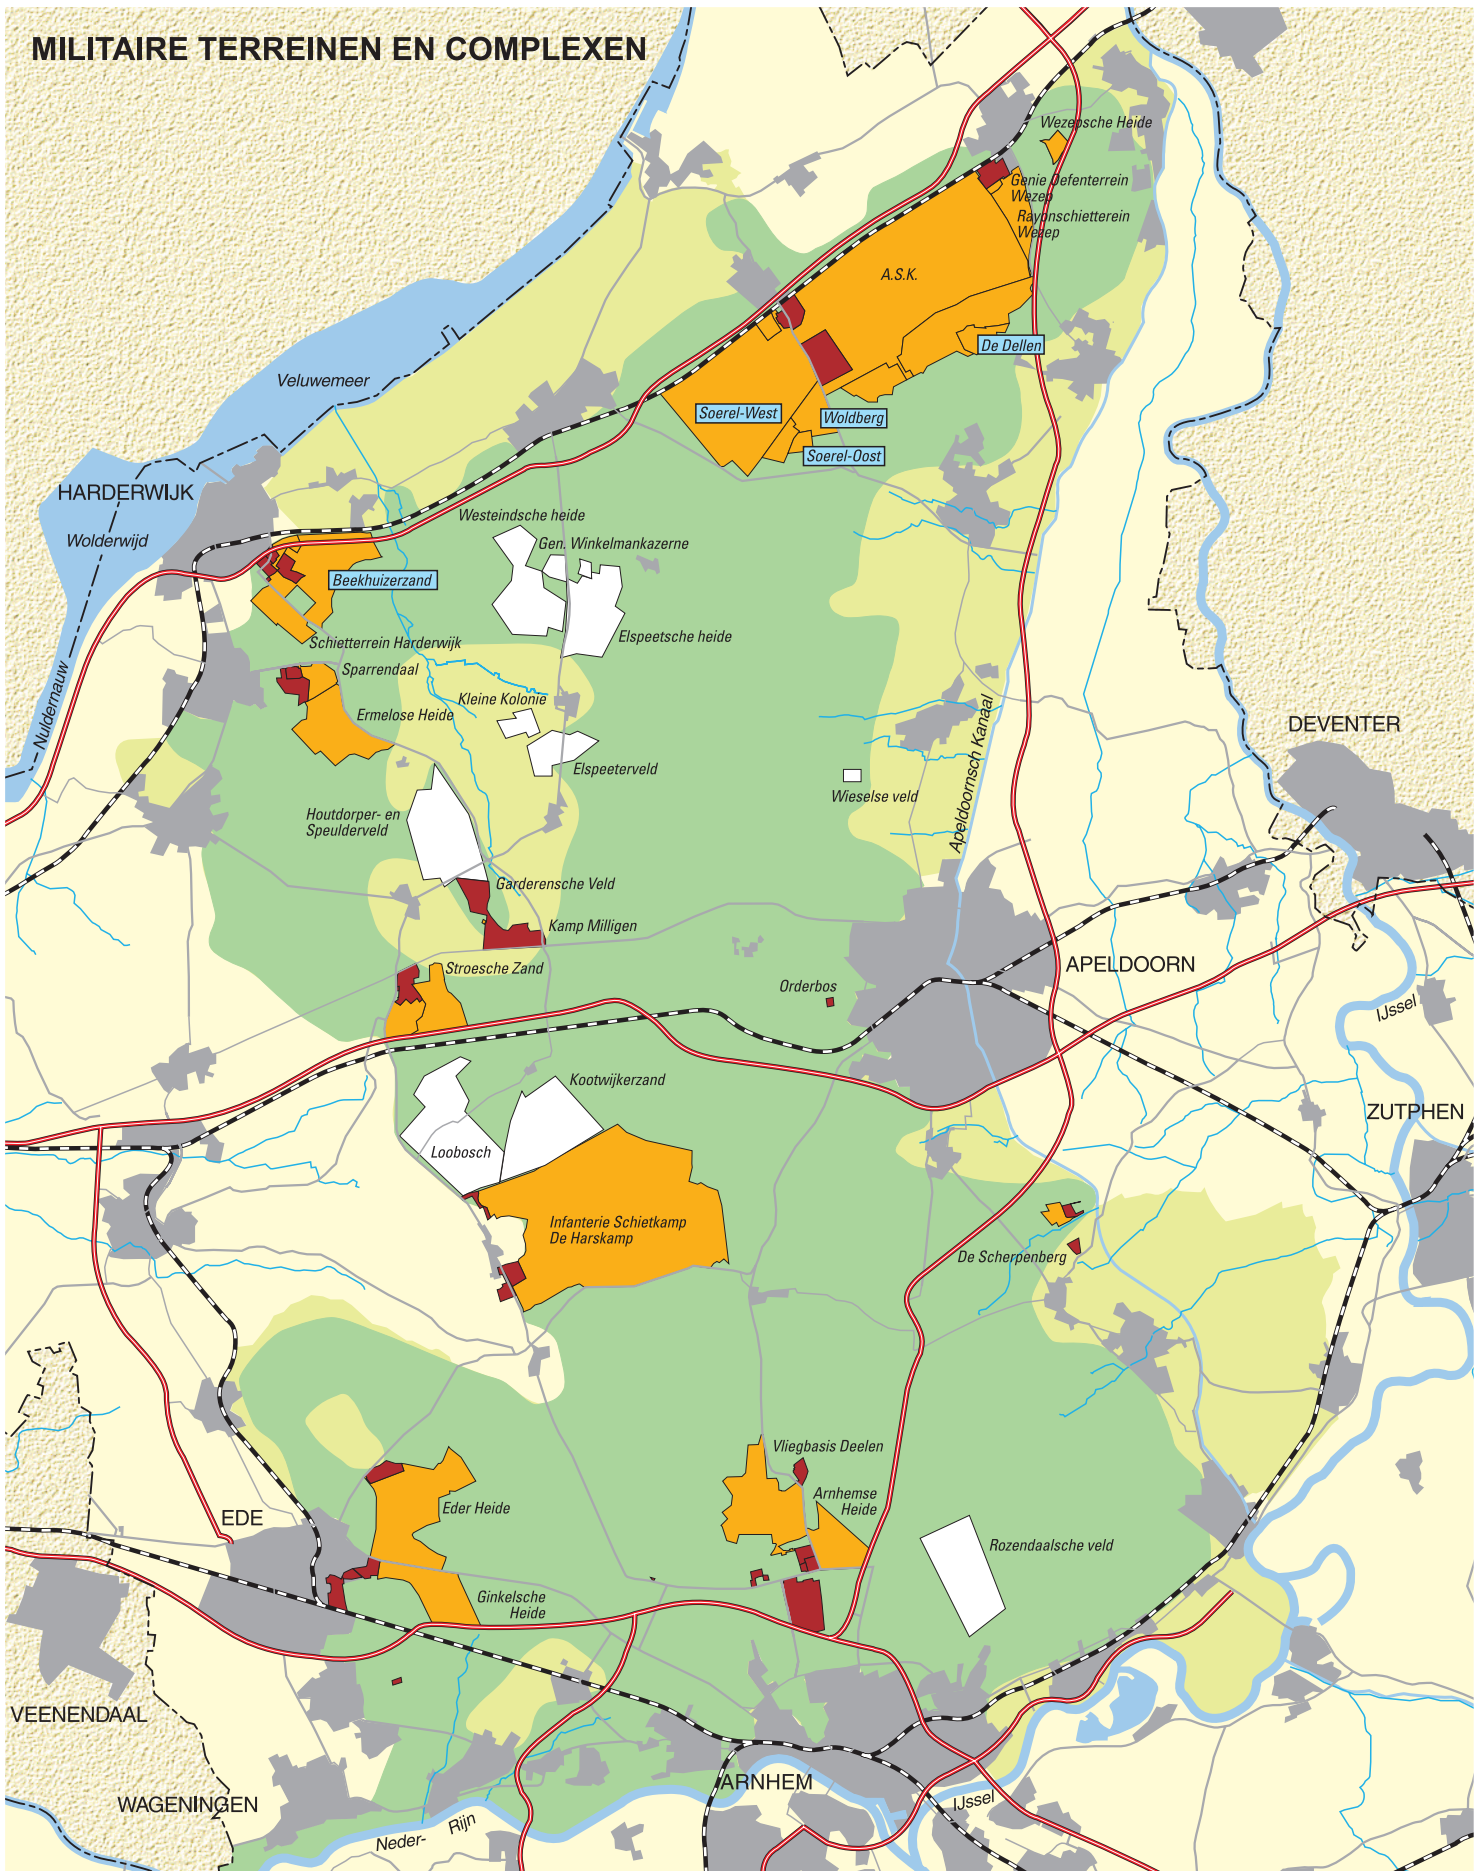 MILITAIRE TERREINEN EN COMPLEXEN
Wezepsche Heide
Genie Oefenterrein
Wezep
Rayonschietterein
Wezep
A.S.K.
De Dellen
Veluwemeer
Soerel-West
Woldberg
Soerel-Oost
HARDERWIJK
Wolderwijd
Westeindsche heide
Gen. Winkelmankazerne
Beekhuizerzand
Elspeetsche heide
Schietterrein Harderwijk
Sparrendaal
Nuldernauw
Kleine Kolonie
Ermelose Heide
Apeldoornsch Kanaal
DEVENTER
Elspeeterveld
Wieselse veld
Houtdorper- en
Speulderveld
Garderensche Veld
Kamp Milligen
Stroesche Zand
APELDOORN
Orderbos
IJssel
Kootwijkerzand
ZUTPHEN
Loobosch
Infanterie Schietkamp
De Harskamp
De Scherpenberg
Vliegbasis Deelen
Arnhemse
Heide
Eder Heide
EDE
Rozendaalsche veld
Ginkelsche
Heide
VEENENDAAL
ARNHEM
WAGENINGEN
IJssel
Neder-
Rijn